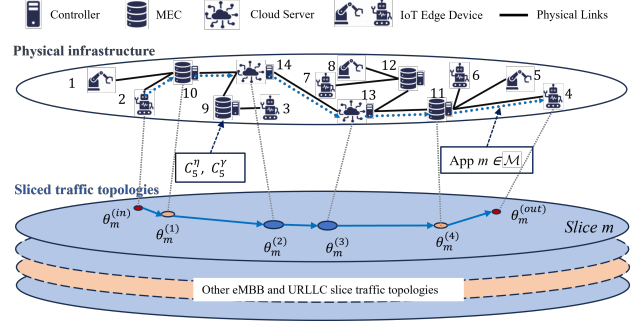 Controller MEC Cloud Server IoT Edge Device Physical Links
Physical infrastructure
1 2 10 9 3 14 7 8 12 13 6 11 5 4
C₅^η, C₅^γ
App m ∈ ℳ
Sliced traffic topologies
θₘ^(in) θₘ^(1) θₘ^(2) θₘ^(3) θₘ^(4) θₘ^(out)
Slice m
Other eMBB and URLLC slice traffic topologies